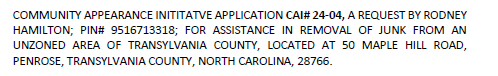 COMMUNITY APPEARANCE INITITATVE APPLICATION CAI# 24-04, A REQUEST BY RODNEY
HAMILTON; PIN# 9516713318; FOR ASSISTANCE IN REMOVAL OF JUNK FROM AN
UNZONED AREA OF TRANSYLVANIA COUNTY, LOCATED AT 50 MAPLE HILL ROAD,
PENROSE, TRANSYLVANIA COUNTY, NORTH CAROLINA, 28766.